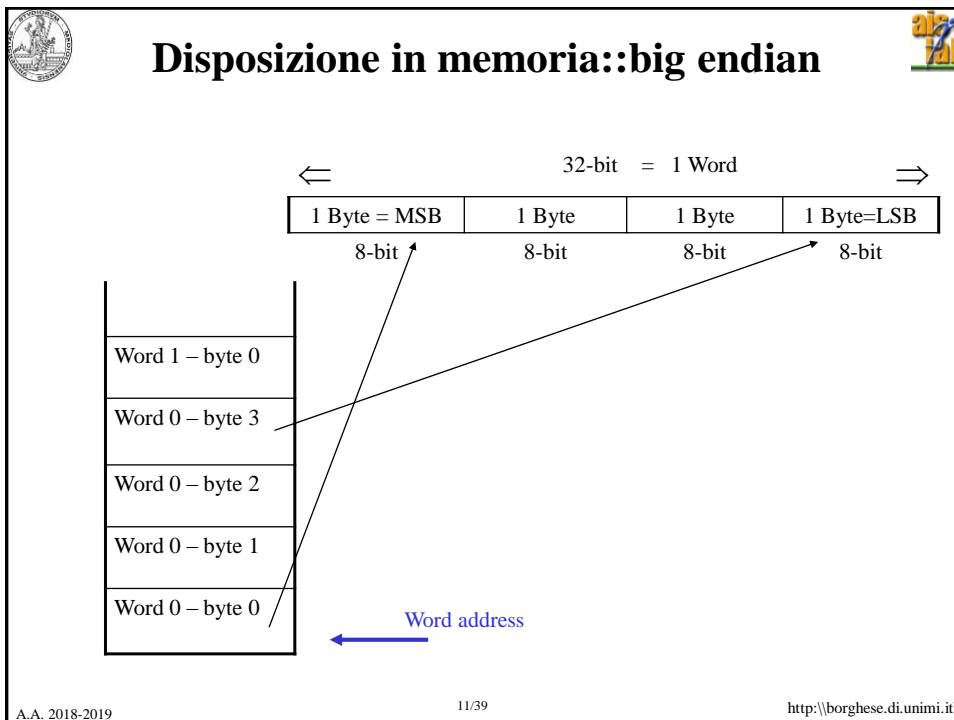 Disposizione in memoria::big endian
⇐ 32-bit = 1 Word ⇒
1 Byte = MSB 1 Byte 1 Byte 1 Byte=LSB
8-bit 8-bit 8-bit 8-bit
Word 1 – byte 0
Word 0 – byte 3
Word 0 – byte 2
Word 0 – byte 1
Word 0 – byte 0
Word address
A.A. 2018-2019 11/39 http:\\borghese.di.unimi.it